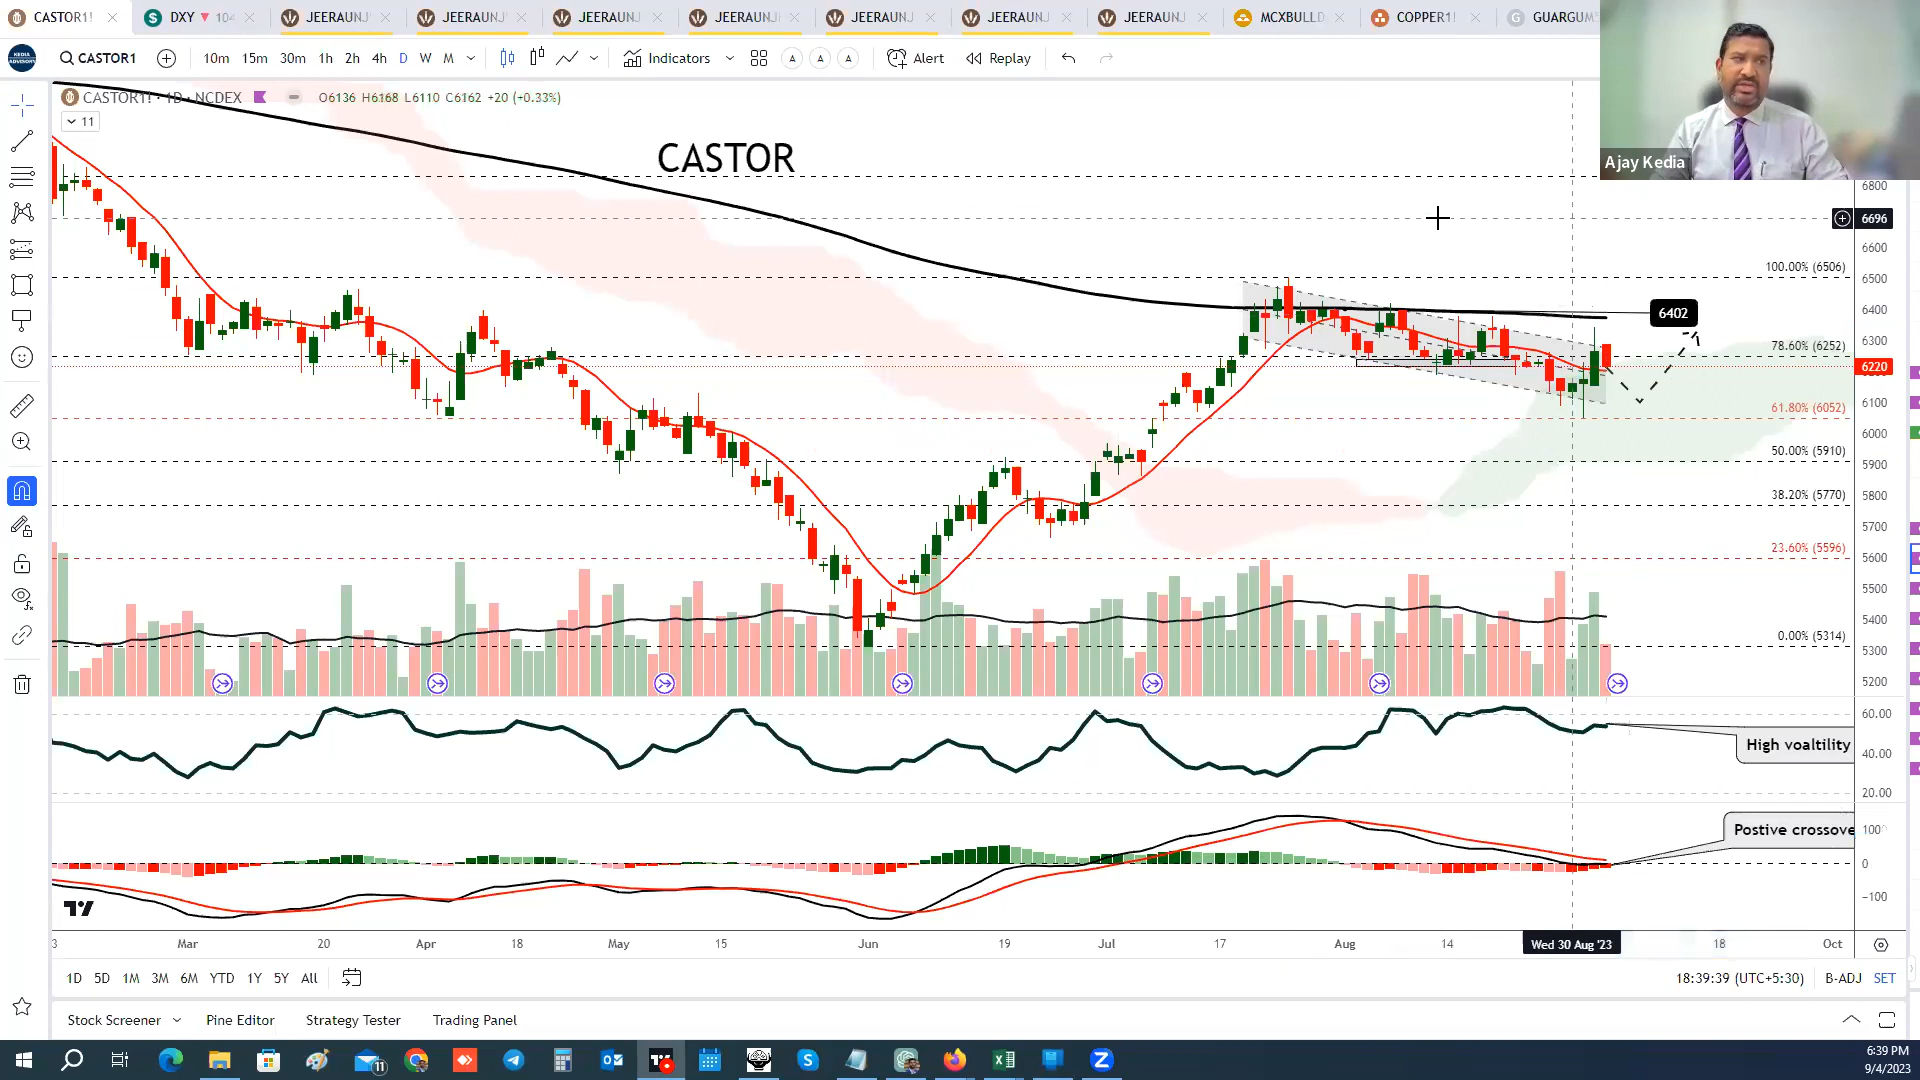 CASTOR1!
DXY ▼ 104
JEERAUNJ
JEERAUNJ
JEERAUNJ
JEERAUNJ
JEERAUNJ
JEERAUNJ
JEERAUNJ
MCXBULLD
COPPER1!
GUARGUM5
KEDIA ADVISORY
CASTOR1
10m 15m 30m 1h 2h 4h D W M
Indicators
A A A
Alert
Replay
CASTOR1! · 1D · NCDEX
O6136 H6168 L6110 C6162 +20 (+0.33%)
11
CASTOR
Ajay Kedia
6800
6696
6600
100.00% (6506)
6500
6402
6400
6300
78.60% (6252)
6220
61.80% (6052)
6100
6000
50.00% (5910)
5900
38.20% (5770)
5800
5700
23.60% (5596)
5600
5500
5400
0.00% (5314)
5300
5200
60.00
High voaltility
40.00
20.00
Postive crossove
100
0
−100
3 Mar 20 Apr 18 May 15 Jun 19 Jul 17 Aug 14 Wed 30 Aug '23 18 Oct
1D 5D 1M 3M 6M YTD 1Y 5Y All
18:39:39 (UTC+5:30) B-ADJ SET
Stock Screener Pine Editor Strategy Tester Trading Panel
11
6:39 PM
9/4/2023